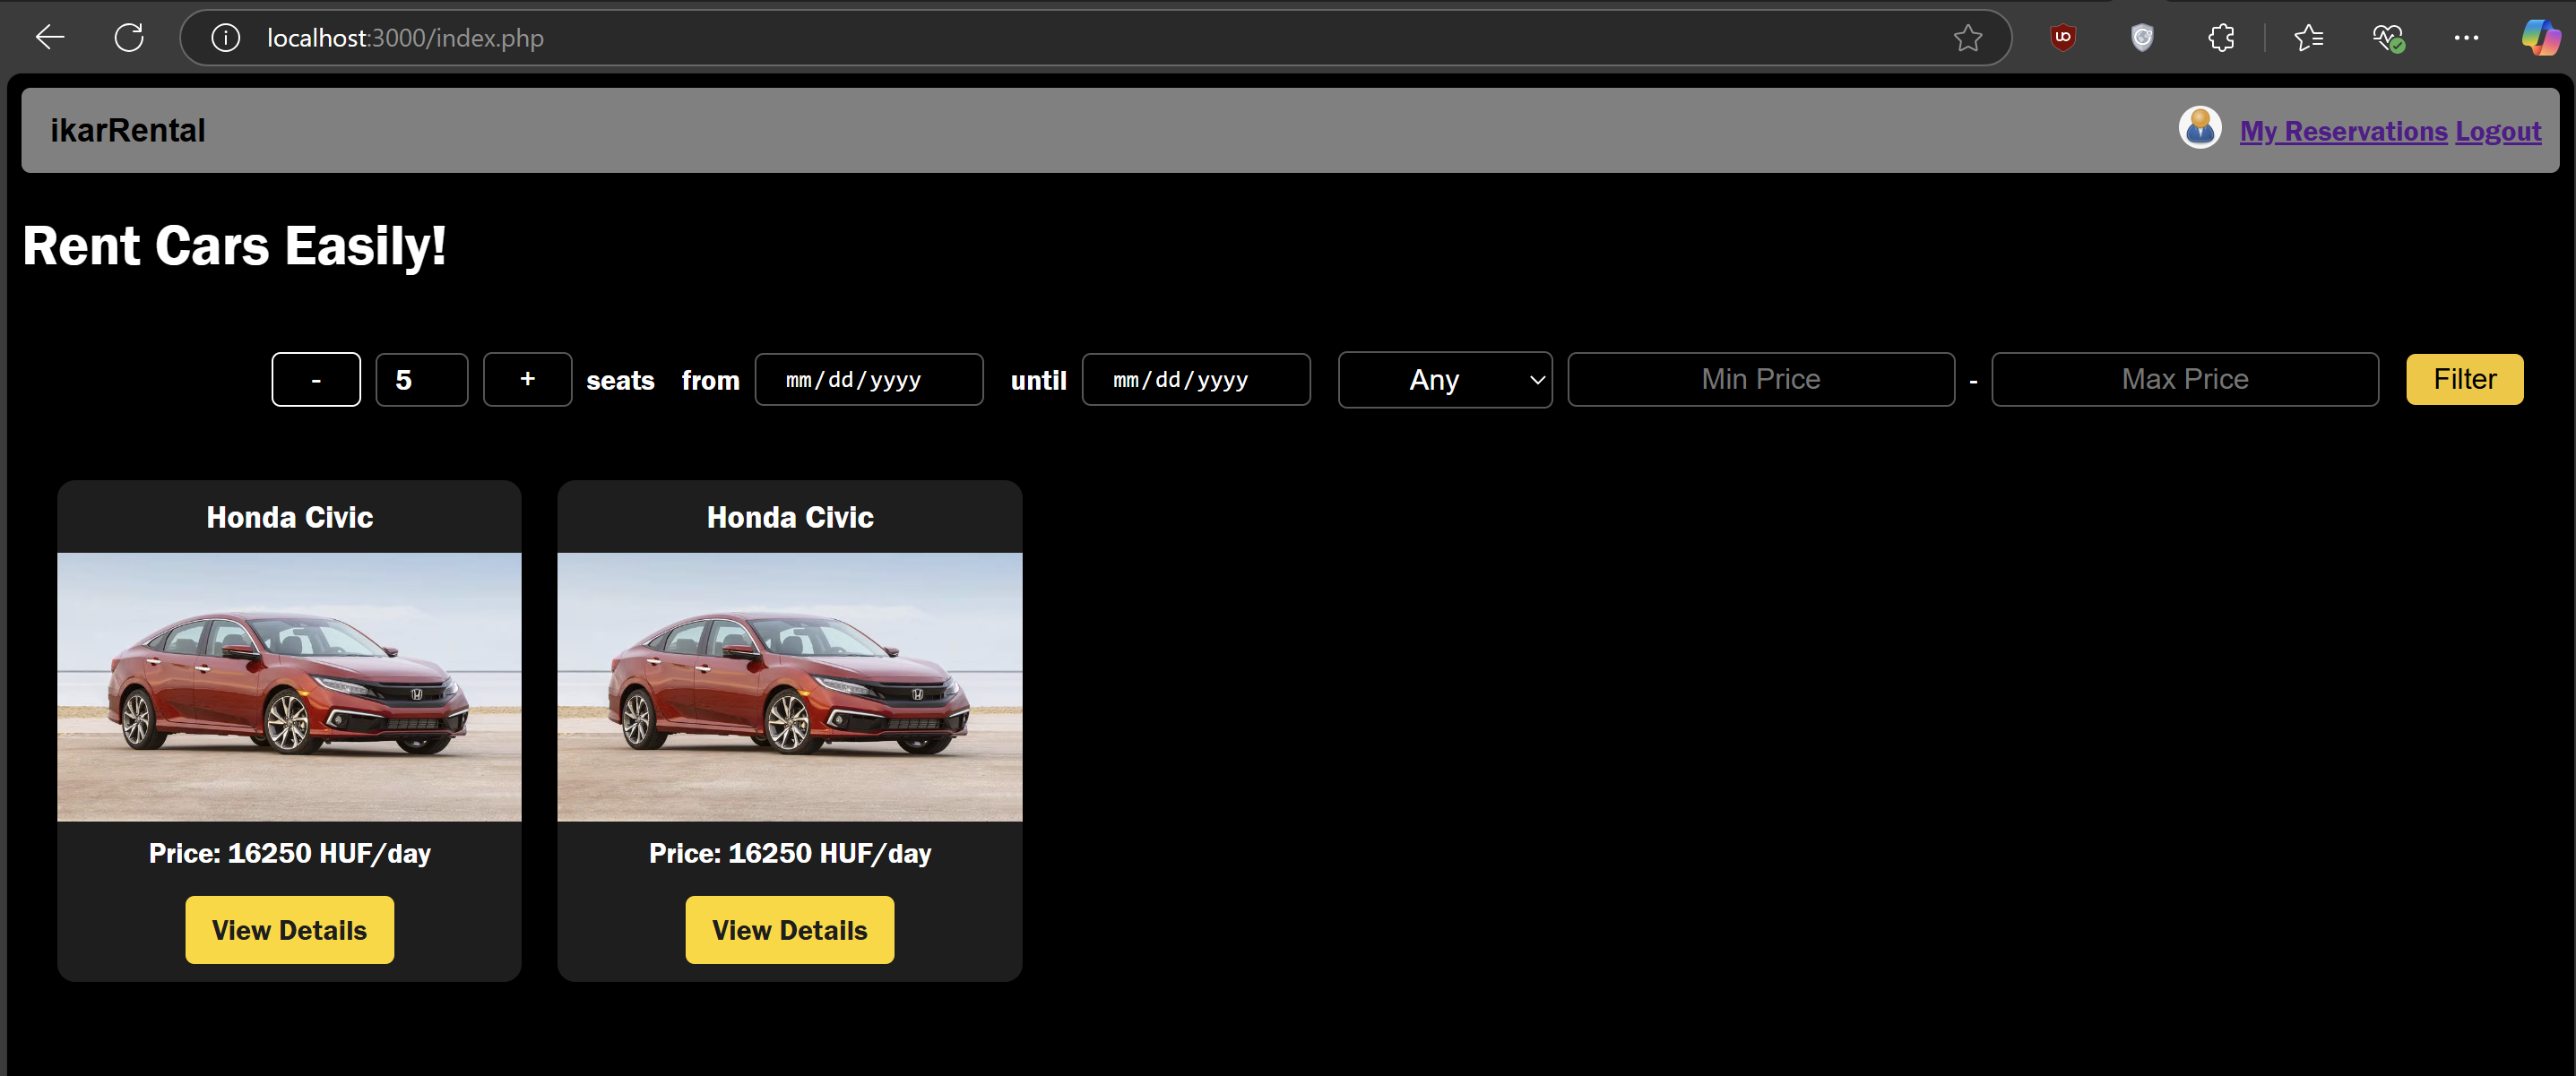 localhost:3000/index.php
ikarRental My Reservations Logout
Rent Cars Easily!
- 5 + seats from mm/dd/yyyy until mm/dd/yyyy Any Min Price - Max Price Filter
Honda Civic Honda Civic
Price: 16250 HUF/day Price: 16250 HUF/day
View Details View Details